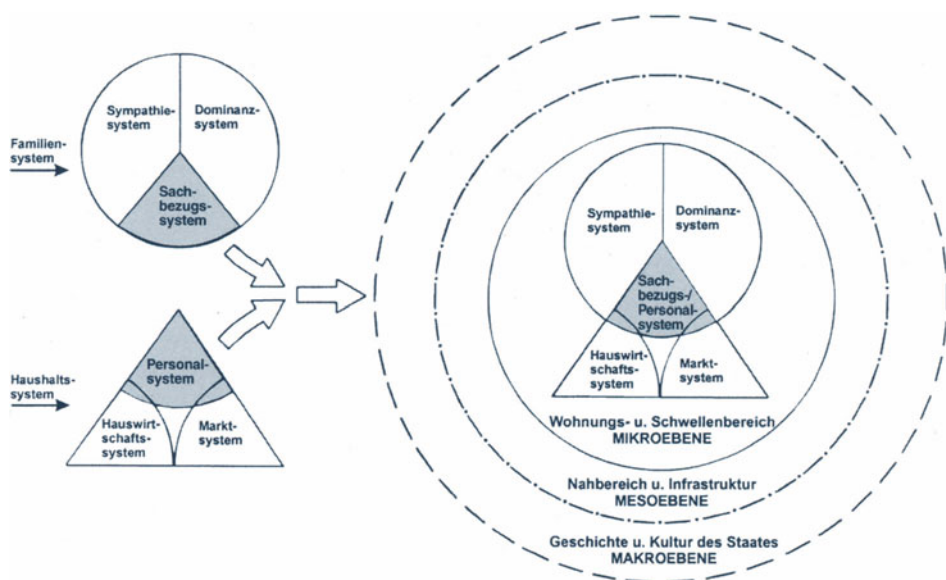 Familien-
system
Sympathie-
system
Dominanz-
system
Sach-
bezugs-
system
Haushalts-
system
Personal-
system
Hauswirt-
schafts-
system
Markt-
system
Sympathie-
system
Dominanz-
system
Sach-
bezugs-/
Personal-
system
Hauswirt-
schafts-
system
Markt-
system
Wohnungs- u. Schwellenbereich
MIKROEBENE
Nahbereich u. Infrastruktur
MESOEBENE
Geschichte u. Kultur des Staates
MAKROEBENE